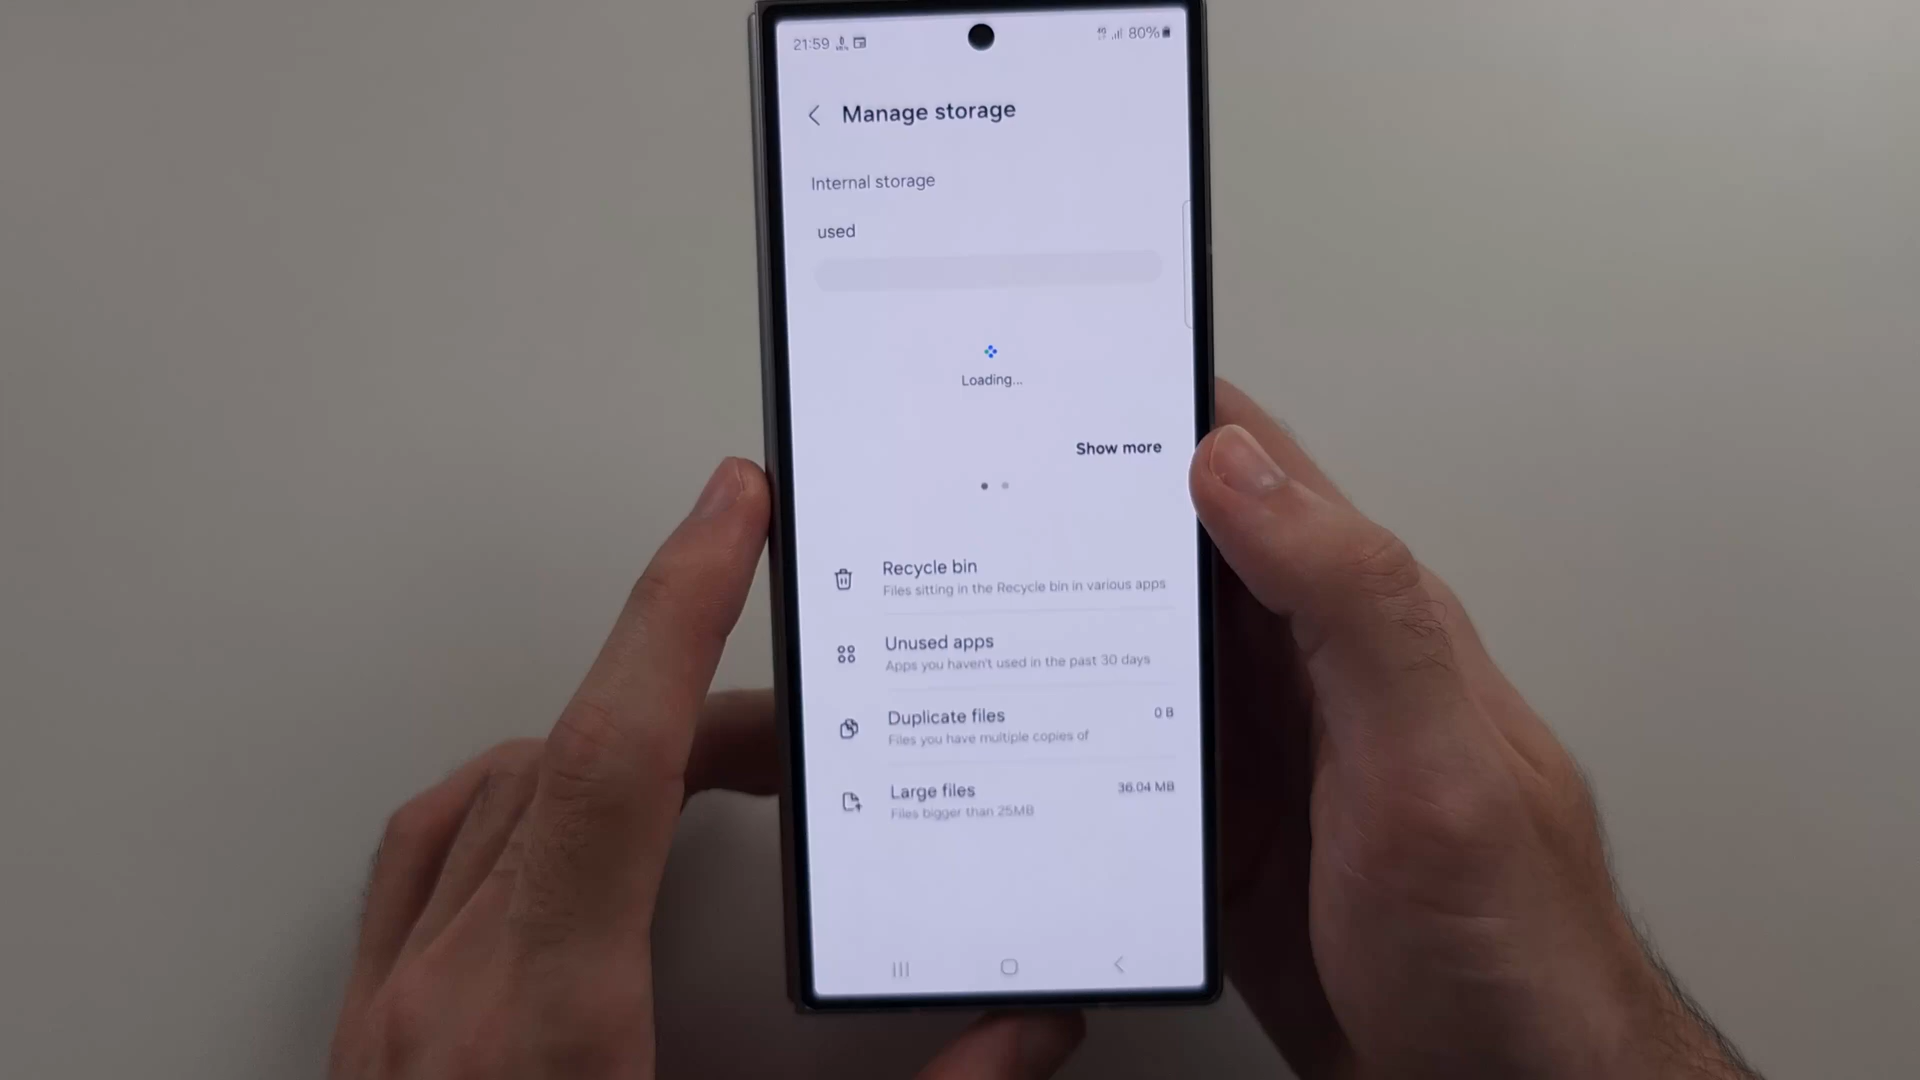 21:59
80%
Manage storage
Internal storage
used
Loading...
Show more
Recycle bin
Files sitting in the Recycle bin in various apps
Unused apps
Apps you haven't used in the past 30 days
Duplicate files
0 B
Files you have multiple copies of
Large files
36.04 MB
Files bigger than 25MB